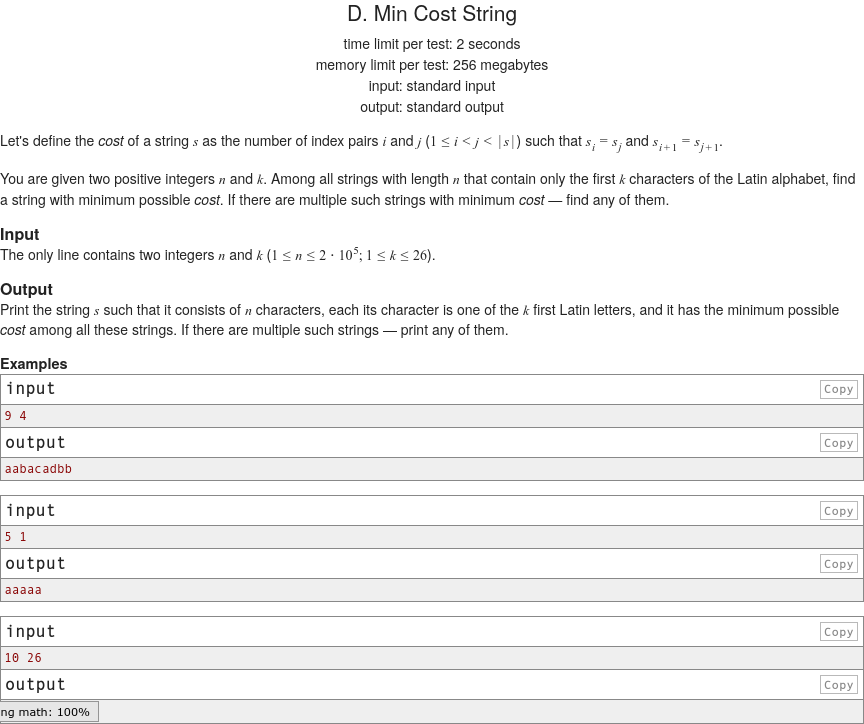 D. Min Cost String
time limit per test: 2 seconds
memory limit per test: 256 megabytes
input: standard input
output: standard output
Let's define the cost of a string s as the number of index pairs i and j (1 ≤ i < j < |s|) such that s_i = s_j and s_{i+1} = s_{j+1}.
You are given two positive integers n and k. Among all strings with length n that contain only the first k characters of the Latin alphabet, find
a string with minimum possible cost. If there are multiple such strings with minimum cost — find any of them.
Input
The only line contains two integers n and k (1 ≤ n ≤ 2 · 10^5; 1 ≤ k ≤ 26).
Output
Print the string s such that it consists of n characters, each its character is one of the k first Latin letters, and it has the minimum possible
cost among all these strings. If there are multiple such strings — print any of them.
Examples
input Copy
9 4
output Copy
aabacadbb
input Copy
5 1
output Copy
aaaaa
input Copy
10 26
output Copy
ng math: 100%